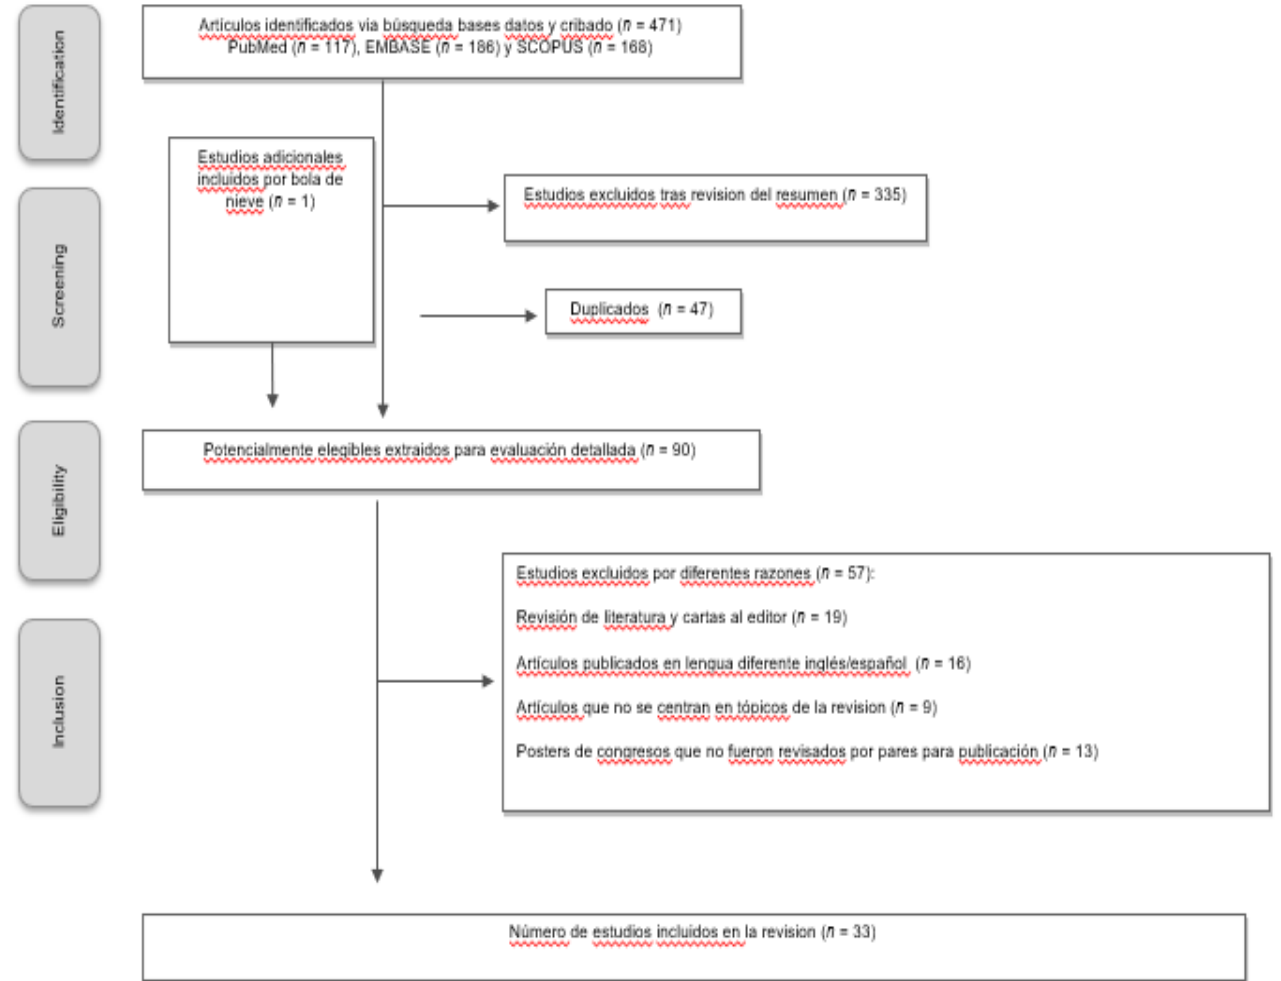 Identification
Artículos identificados via búsqueda bases datos y cribado (n = 471)
PubMed (n = 117), EMBASE (n = 186) y SCOPUS (n = 168)
Screening
Estudios adicionales
incluidos por bola de
nieve (n = 1)
Estudios excluidos tras revision del resumen (n = 335)
Duplicados (n = 47)
Eligibility
Potencialmente elegibles extraidos para evaluación detallada (n = 90)
Inclusion
Estudios excluidos por diferentes razones (n = 57):
Revisión de literatura y cartas al editor (n = 19)
Artículos publicados en lengua diferente inglés/español (n = 16)
Artículos que no se centran en tópicos de la revision (n = 9)
Posters de congresos que no fueron revisados por pares para publicación (n = 13)
Número de estudios incluidos en la revision (n = 33)